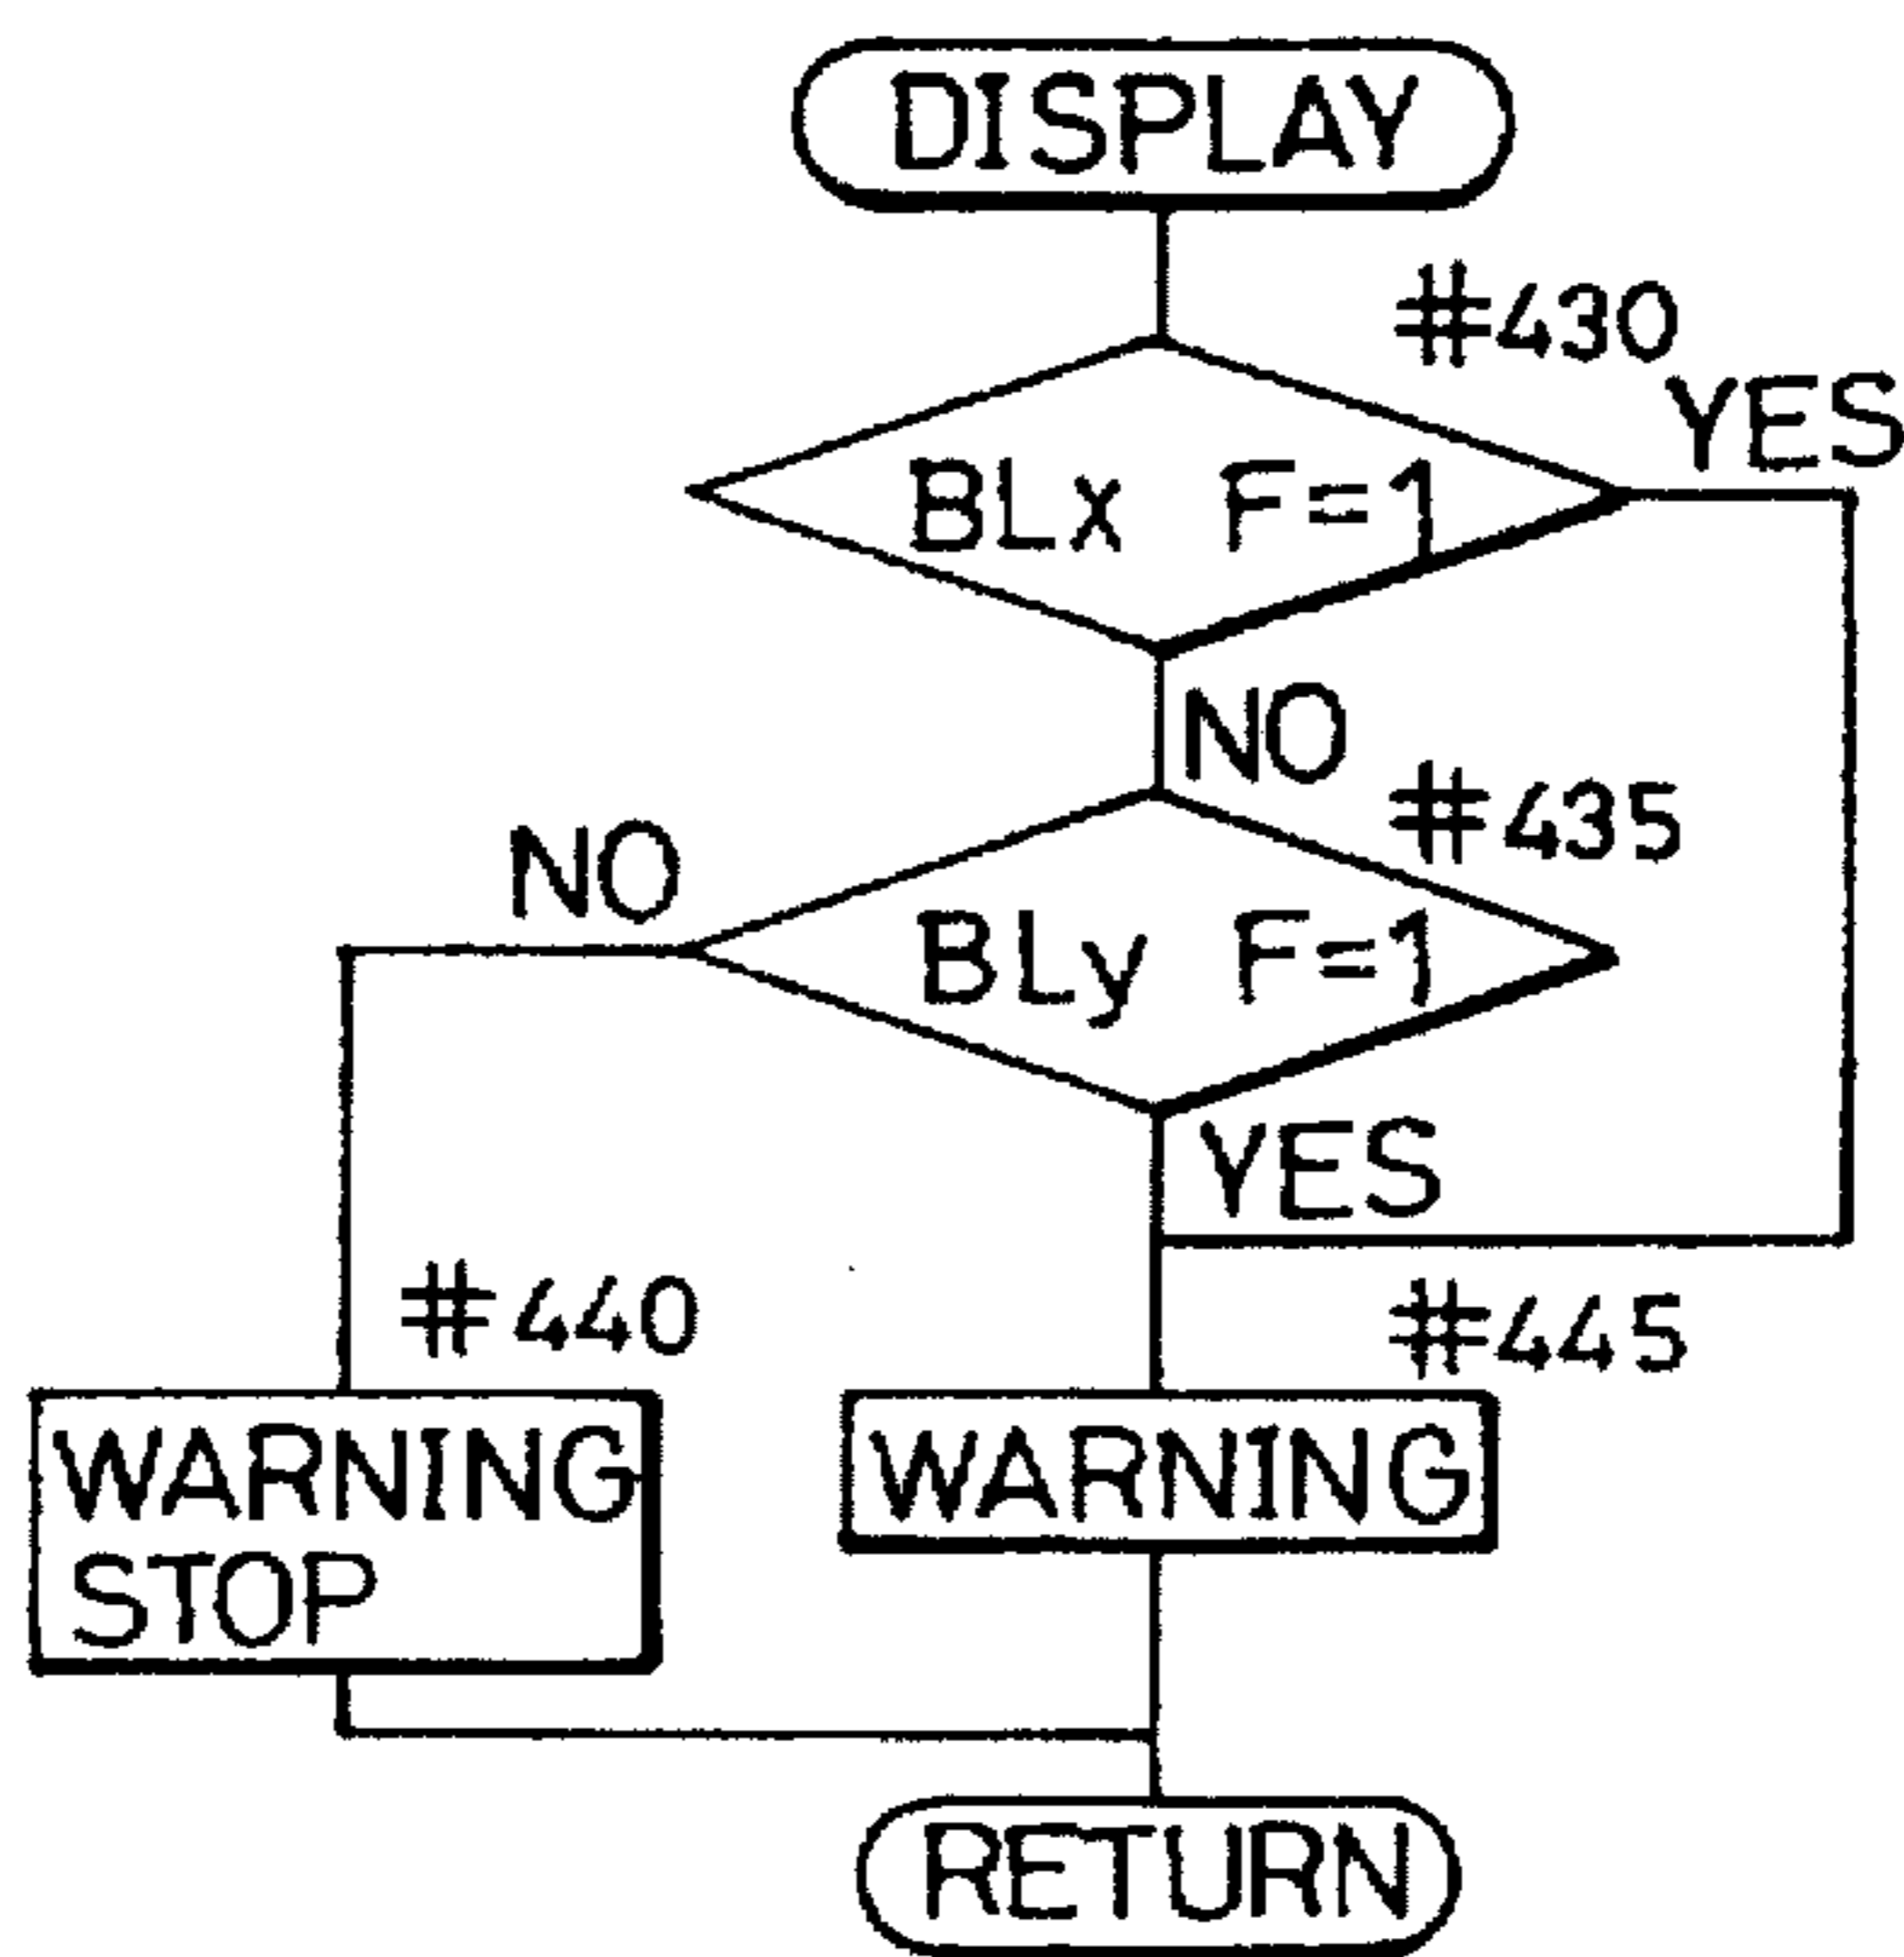 DISPLAY
#430
YES
BLx F=1
NO
#435
NO
BLy F=1
YES
#440
#445
WARNING
STOP
WARNING
RETURN